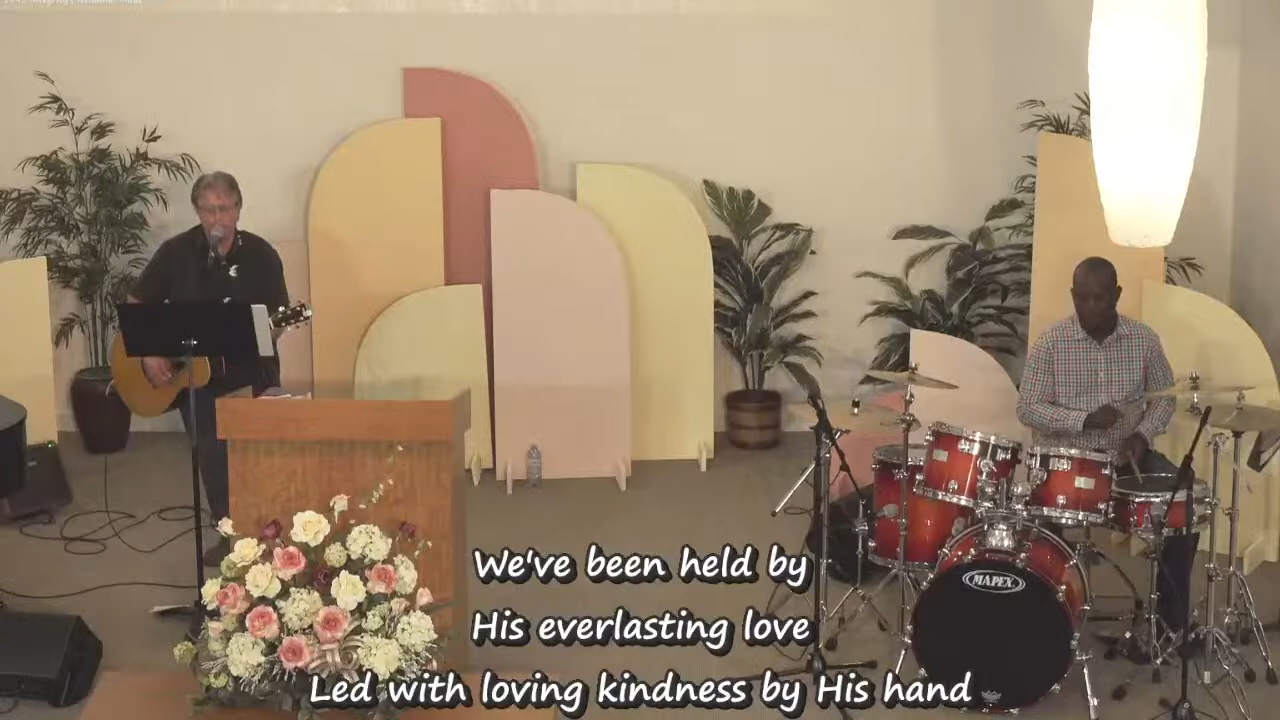 We've been held by
His everlasting love
Led with loving kindness by His hand
MAPEX